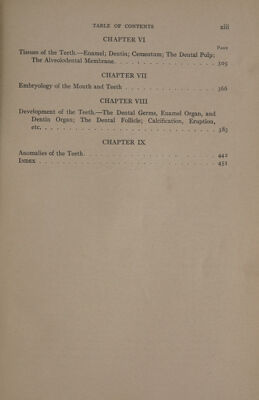 TABLE OF CONTENTS xiii
CHAPTER VI
PAGE
Tissues of the Teeth.—Enamel; Dentin; Cementum; The Dental Pulp;
The Alveolodental Membrane. . . . . . . . . . . . . . . . . 305
CHAPTER VII
Embryology of the Mouth and Teeth . . . . . . . . . . . . . . . 366
CHAPTER VIII
Development of the Teeth.—The Dental Germs, Enamel Organ, and
Dentin Organ; The Dental Follicle; Calcification, Eruption,
etc. . . . . . . . . . . . . . . . . . . . . . . . . . . . . 383
CHAPTER IX
Anomalies of the Teeth. . . . . . . . . . . . . . . . . . . . . 442
INDEX . . . . . . . . . . . . . . . . . . . . . . . . . . . . . 451